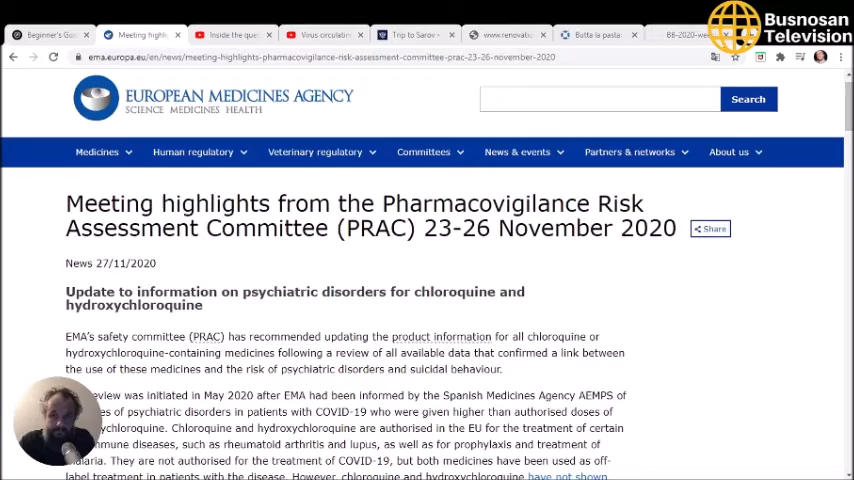 Beginner's Gu
Meeting highli
Inside the que
Virus circulatin
Trip to Sarov -
www.renovatio
Butta la pasta:
BB-2020-we
Busnosan
Television
ema.europa.eu/en/news/meeting-highlights-pharmacovigilance-risk-assessment-committee-prac-23-26-november-2020
EUROPEAN MEDICINES AGENCY
SCIENCE MEDICINES HEALTH
Search
Medicines
Human regulatory
Veterinary regulatory
Committees
News & events
Partners & networks
About us
Meeting highlights from the Pharmacovigilance Risk
Assessment Committee (PRAC) 23-26 November 2020
Share
News 27/11/2020
Update to information on psychiatric disorders for chloroquine and
hydroxychloroquine
EMA's safety committee (PRAC) has recommended updating the product information for all chloroquine or
hydroxychloroquine-containing medicines following a review of all available data that confirmed a link between
the use of these medicines and the risk of psychiatric disorders and suicidal behaviour.
eview was initiated in May 2020 after EMA had been informed by the Spanish Medicines Agency AEMPS of
es of psychiatric disorders in patients with COVID-19 who were given higher than authorised doses of
ychloroquine. Chloroquine and hydroxychloroquine are authorised in the EU for the treatment of certain
mmune diseases, such as rheumatoid arthritis and lupus, as well as for prophylaxis and treatment of
alaria. They are not authorised for the treatment of COVID-19, but both medicines have been used as off-
label treatment in patients with the disease. However, chloroquine and hydroxychloroquine have not shown